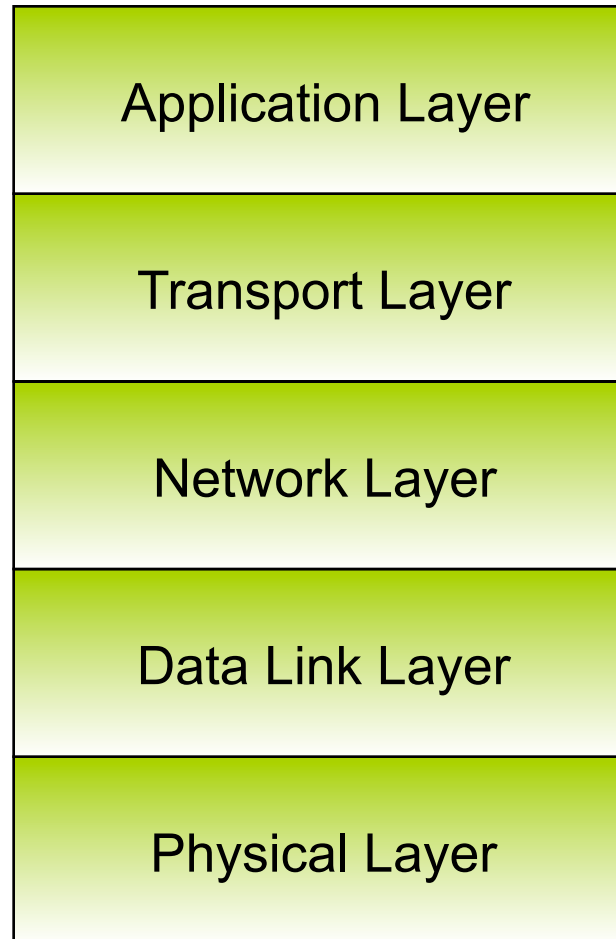 Application Layer
Transport Layer
Network Layer
Data Link Layer
Physical Layer